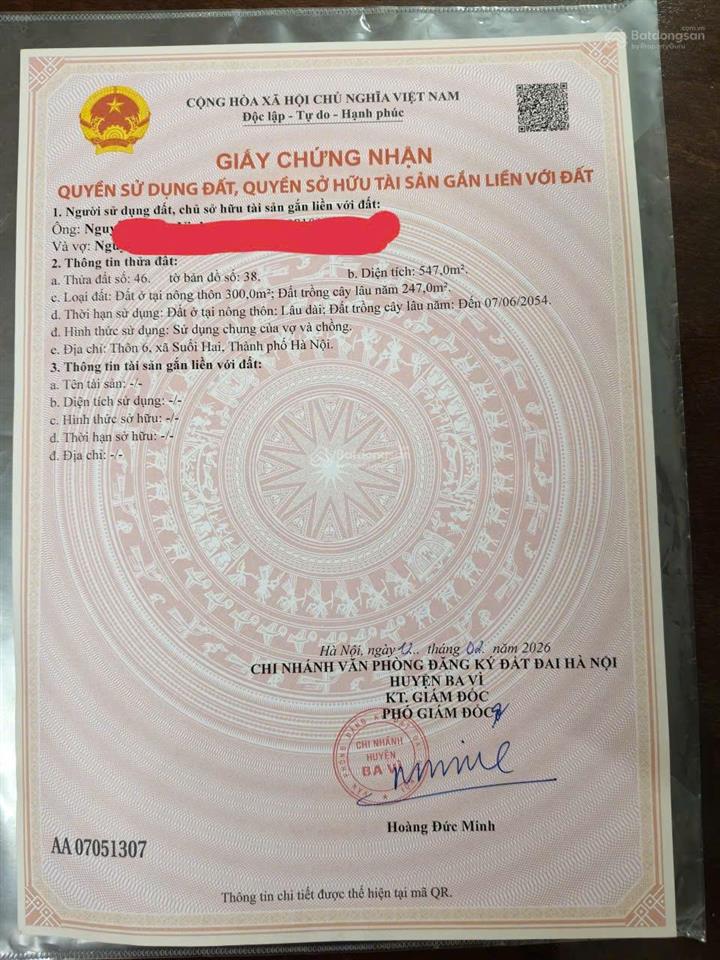 Batdongsan.com.vn
by PropertyGuru
CỘNG HÒA XÃ HỘI CHỦ NGHĨA VIỆT NAM
Độc lập - Tự do - Hạnh phúc
GIẤY CHỨNG NHẬN
QUYỀN SỬ DỤNG ĐẤT, QUYỀN SỞ HỮU TÀI SẢN GẮN LIỀN VỚI ĐẤT
1. Người sử dụng đất, chủ sở hữu tài sản gắn liền với đất:
Ông:
Và vợ:
2. Thông tin thửa đất:
a. Thửa đất số: 46. tờ bản đồ số: 38. b. Diện tích: 547,0m².
c. Loại đất: Đất ở tại nông thôn 300,0m²; Đất trồng cây lâu năm 247,0m².
d. Thời hạn sử dụng: Đất ở tại nông thôn: Lâu dài; Đất trồng cây lâu năm: Đến 07/06/2054.
đ. Hình thức sử dụng: Sử dụng chung của vợ và chồng.
e. Địa chỉ: Thôn 6, xã Suối Hai, Thành phố Hà Nội.
3. Thông tin tài sản gắn liền với đất:
a. Tên tài sản: -/-
b. Diện tích sử dụng: -/-
c. Hình thức sở hữu: -/-
d. Thời hạn sở hữu: -/-
đ. Địa chỉ: -/-
Batdongsan
by PropertyGuru
Hà Nội, ngày 12 tháng 02 năm 2026
CHI NHÁNH VĂN PHÒNG ĐĂNG KÝ ĐẤT ĐAI HÀ NỘI
HUYỆN BA VÌ
KT. GIÁM ĐỐC
PHÓ GIÁM ĐỐC
CHI NHÁNH
HUYỆN
BA VÌ
Hoàng Đức Minh
AA 07051307
Thông tin chi tiết được thể hiện tại mã QR.